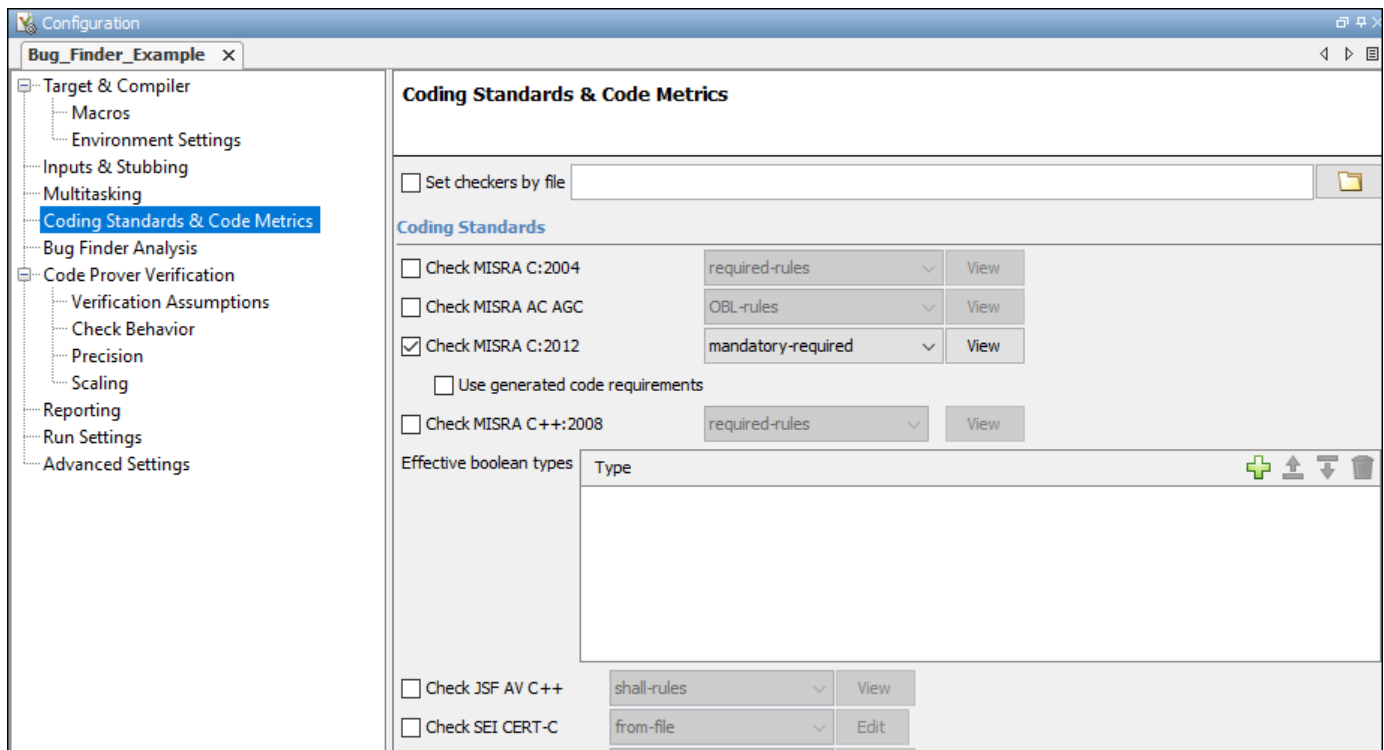 Configuration
Bug_Finder_Example X
Target & Compiler
Macros
Environment Settings
Inputs & Stubbing
Multitasking
Coding Standards & Code Metrics
Bug Finder Analysis
Code Prover Verification
Verification Assumptions
Check Behavior
Precision
Scaling
Reporting
Run Settings
Advanced Settings
Coding Standards & Code Metrics
Set checkers by file
Coding Standards
Check MISRA C:2004 required-rules View
Check MISRA AC AGC OBL-rules View
Check MISRA C:2012 mandatory-required View
Use generated code requirements
Check MISRA C++:2008 required-rules View
Effective boolean types Type
Check JSF AV C++ shall-rules View
Check SEI CERT-C from-file Edit